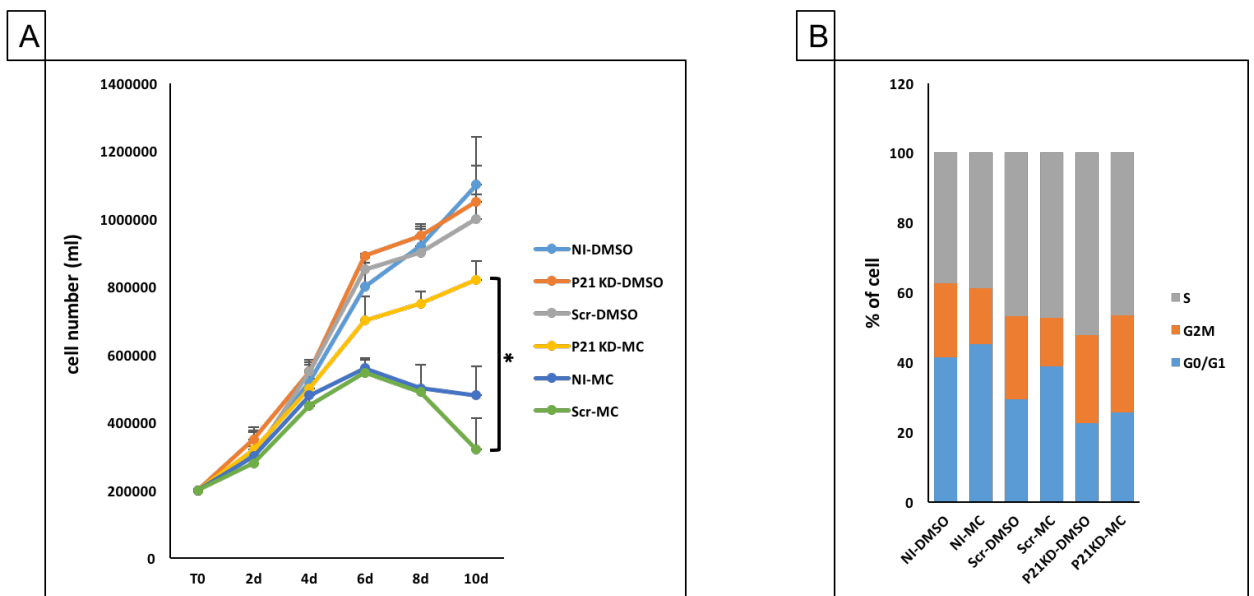 A
cell number (ml)
1400000
1200000
1000000
800000
600000
400000
200000
0
T0 2d 4d 6d 8d 10d
*
NI-DMSO
P21 KD-DMSO
Scr-DMSO
P21 KD-MC
NI-MC
Scr-MC
B
% of cell
120
100
80
60
40
20
0
NI-DMSO
NI-MC
Scr-DMSO
Scr-MC
P21KD-DMSO
P21KD-MC
S
G2M
G0/G1